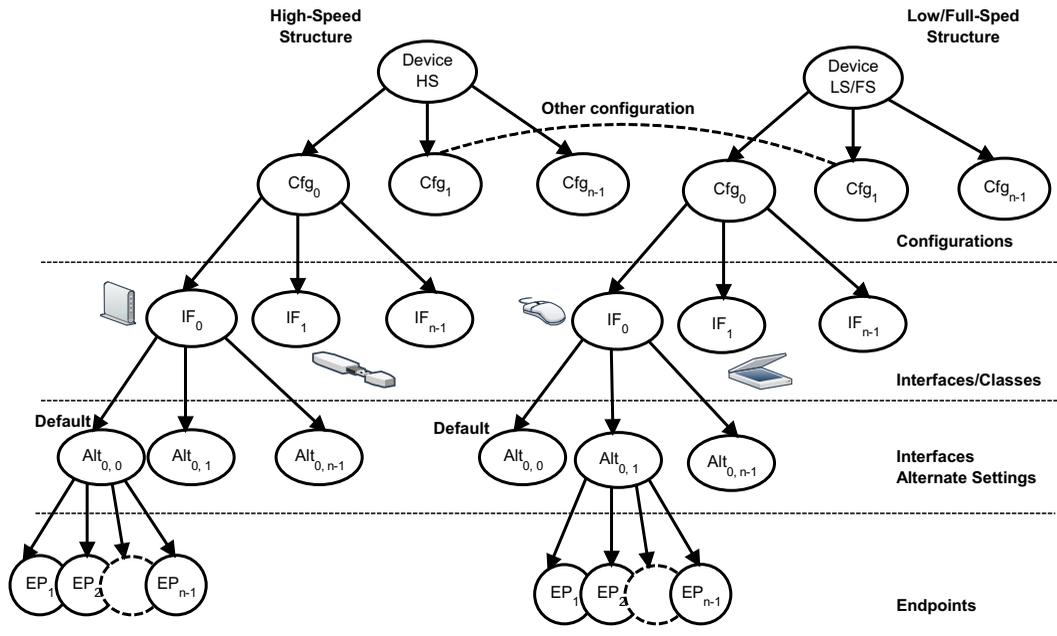 High-Speed
Structure
Low/Full-Sped
Structure
Device
HS
Device
LS/FS
Other configuration
Cfg0
Cfg1
Cfgn-1
Cfg0
Cfg1
Cfgn-1
Configurations
IF0
IF1
IFn-1
IF0
IF1
IFn-1
Interfaces/Classes
Default
Default
Alt0, 0
Alt0, 1
Alt0, n-1
Alt0, 0
Alt0, 1
Alt0, n-1
Interfaces
Alternate Settings
EP1
EP2
EPn-1
EP1
EP2
EPn-1
Endpoints